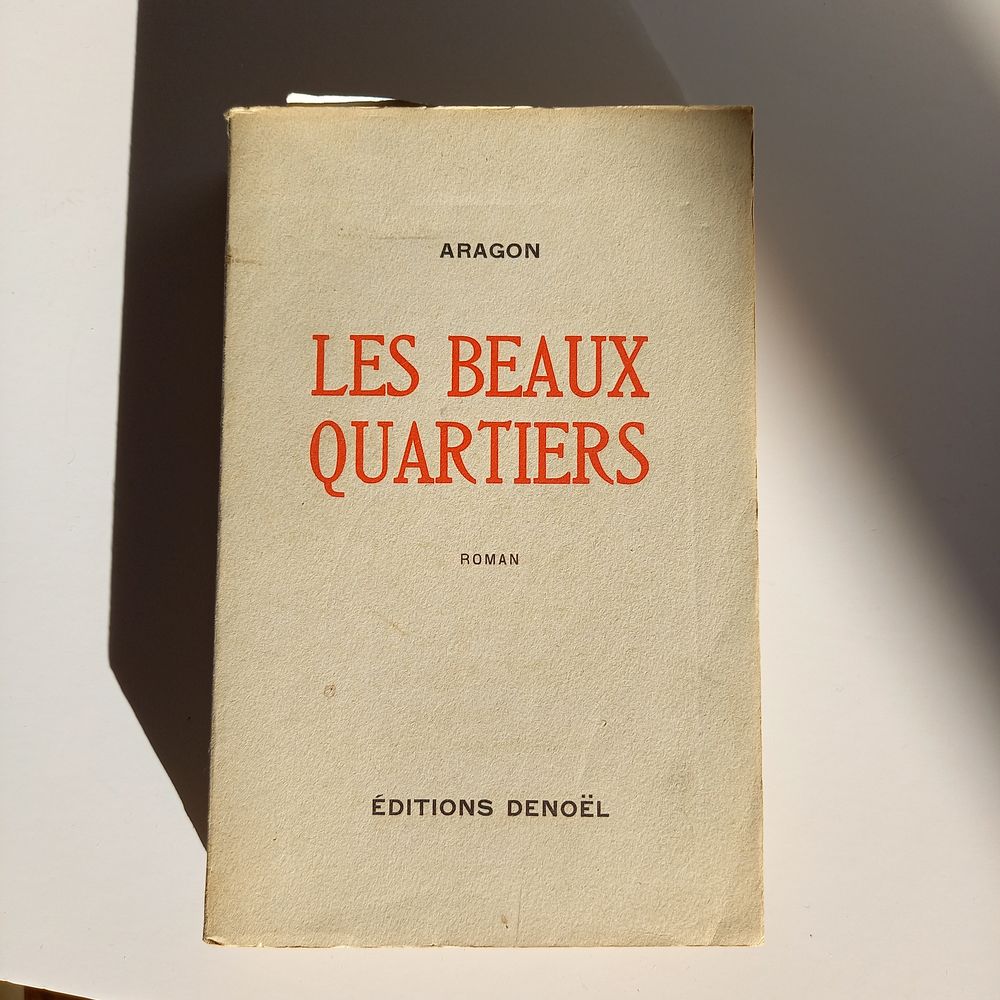 ARAGON
LES BEAUX
QUARTIERS
ROMAN
ÉDITIONS DENOËL